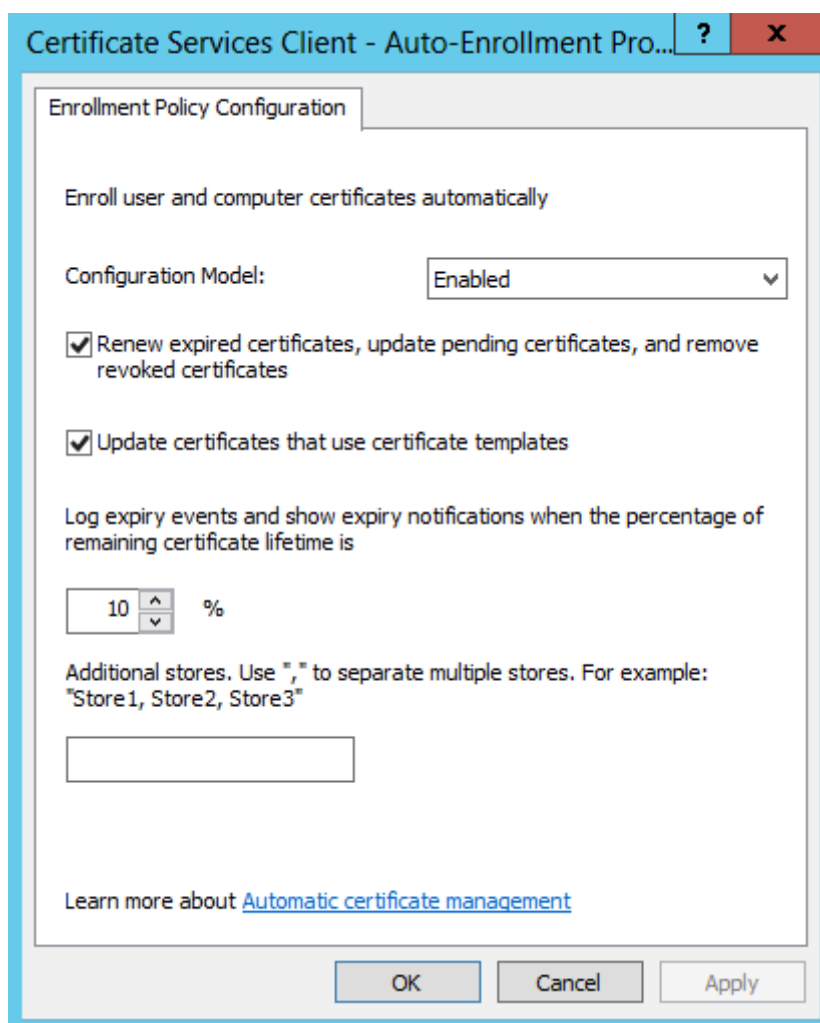 Certificate Services Client - Auto-Enrollment Pro...
?
x
Enrollment Policy Configuration
Enroll user and computer certificates automatically
Configuration Model:
Enabled
Renew expired certificates, update pending certificates, and remove
revoked certificates
Update certificates that use certificate templates
Log expiry events and show expiry notifications when the percentage of
remaining certificate lifetime is
10 %
Additional stores. Use "," to separate multiple stores. For example:
"Store1, Store2, Store3"
Learn more about Automatic certificate management
OK
Cancel
Apply